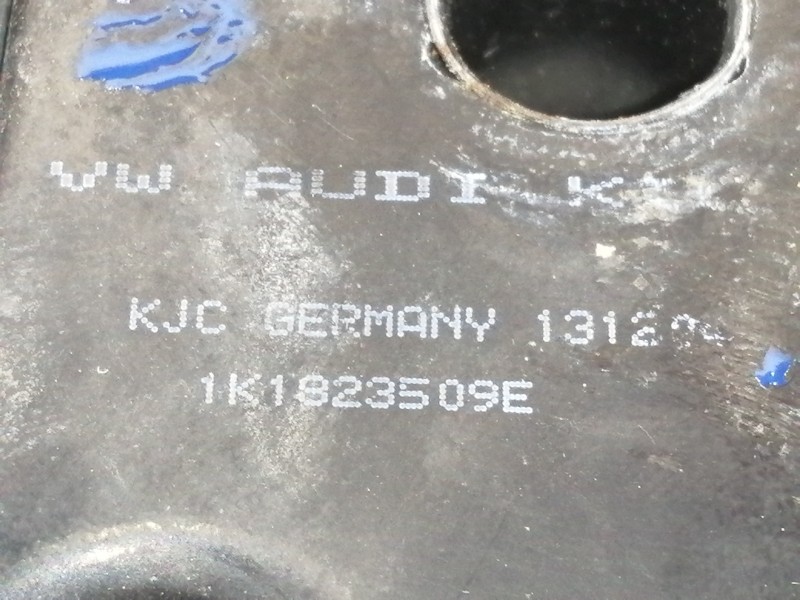 VW AUDI
KJC GERMANY
1K1823509E